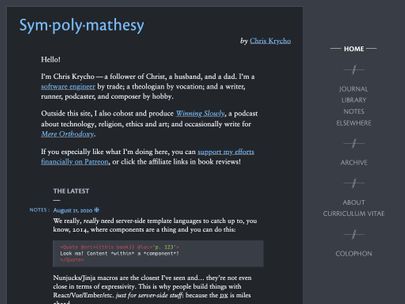 Sym·poly·mathesy
by Chris Krycho
Hello!
I'm Chris Krycho — a follower of Christ, a husband, and a dad. I'm a
software engineer by trade; a theologian by vocation; and a writer,
runner, podcaster, and composer by hobby.
Outside this site, I also cohost and produce Winning Slowly, a podcast
about technology, religion, ethics and art; and occasionally write for
Mere Orthodoxy.
If you especially like what I'm doing here, you can support my efforts
financially on Patreon, or click the affiliate links in book reviews!
THE LATEST
—
NOTES: August 21, 2020
We really, really need server-side template languages to catch up to, you
know, 2014, where components are a thing and you can do this:
Look ma! Content *within* a *component*!
Nunjucks/Jinja macros are the closest I've seen and… they're not even
close in terms of expressivity. This is why people build things with
React/Vue/Ember/etc. just for server-side stuff: because the DX is miles
ahead.
HOME
JOURNAL
LIBRARY
NOTES
ELSEWHERE
ARCHIVE
ABOUT
CURRICULUM VITAE
COLOPHON